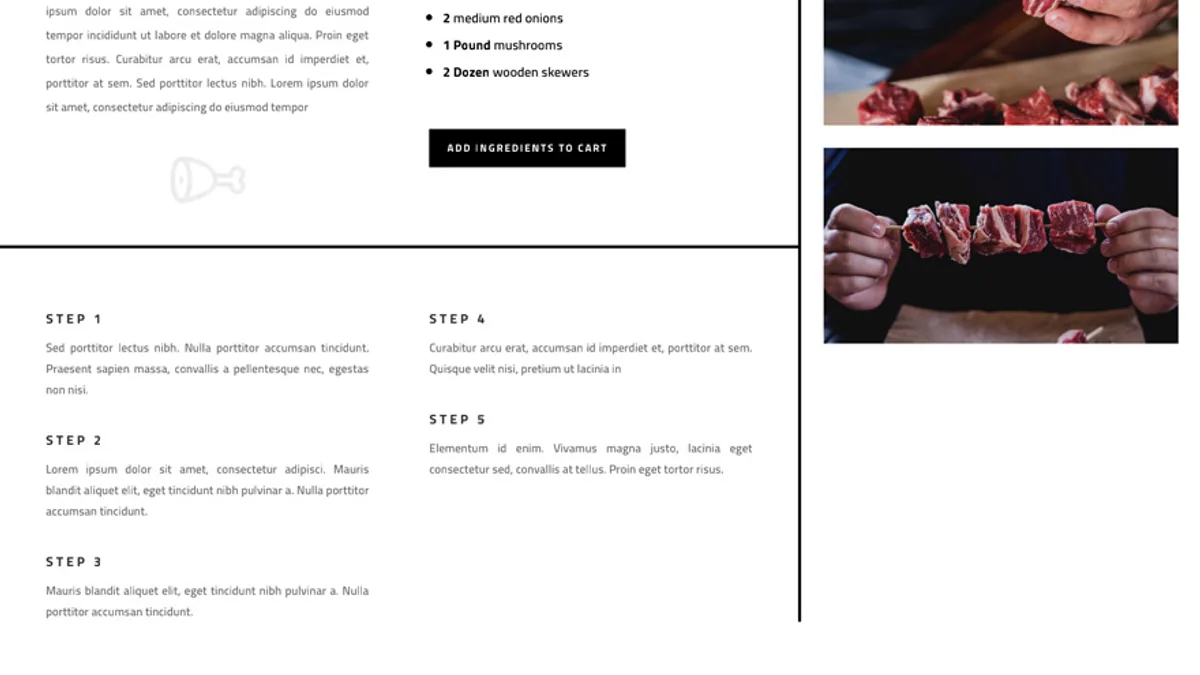 ipsum dolor sit amet, consectetur adipiscing do eiusmod
tempor incididunt ut labore et dolore magna aliqua. Proin eget
tortor risus. Curabitur arcu erat, accumsan id imperdiet et,
porttitor at sem. Sed porttitor lectus nibh. Lorem ipsum dolor
sit amet, consectetur adipiscing do eiusmod tempor
2 medium red onions
1 Pound mushrooms
2 Dozen wooden skewers
ADD INGREDIENTS TO CART
STEP 1
Sed porttitor lectus nibh. Nulla porttitor accumsan tincidunt.
Praesent sapien massa, convallis a pellentesque nec, egestas
non nisi.
STEP 2
Lorem ipsum dolor sit amet, consectetur adipisci. Mauris
blandit aliquet elit, eget tincidunt nibh pulvinar a. Nulla porttitor
accumsan tincidunt.
STEP 3
Mauris blandit aliquet elit, eget tincidunt nibh pulvinar a. Nulla
porttitor accumsan tincidunt.
STEP 4
Curabitur arcu erat, accumsan id imperdiet et, porttitor at sem.
Quisque velit nisi, pretium ut lacinia in
STEP 5
Elementum id enim. Vivamus magna justo, lacinia eget
consectetur sed, convallis at tellus. Proin eget tortor risus.